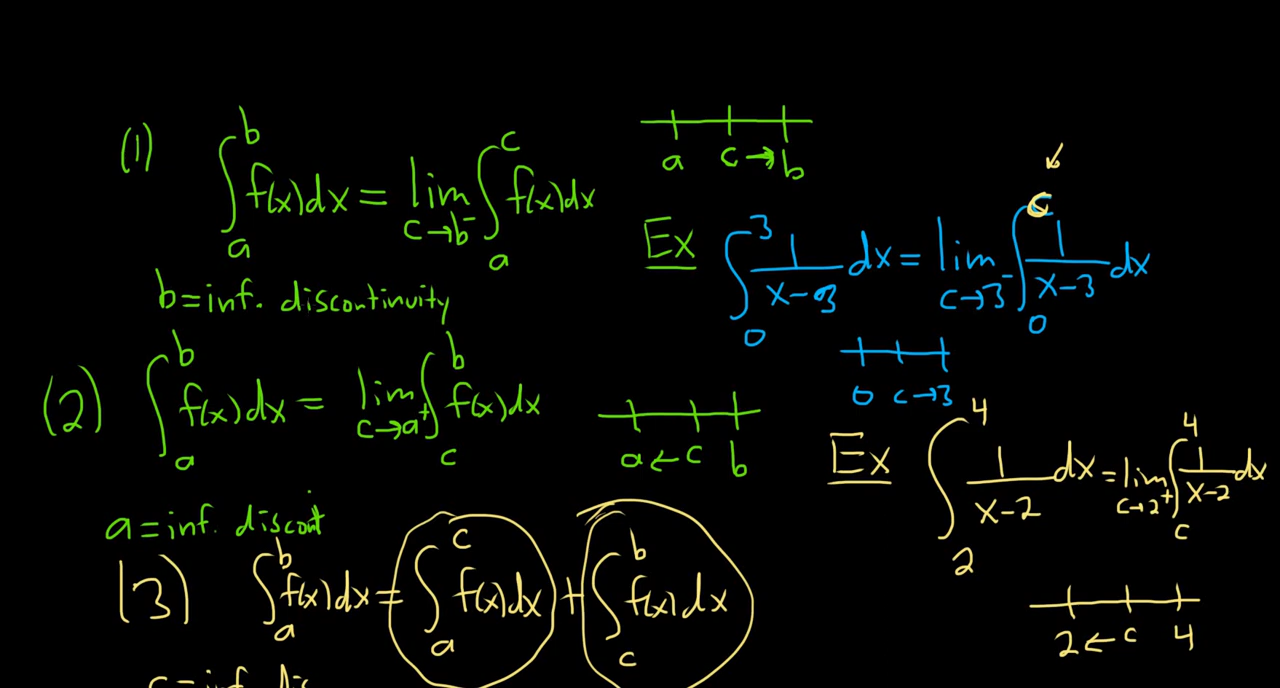 (1) ∫_a^b f(x)dx = lim_{c→b⁻} ∫_a^c f(x)dx
a c→b
b=inf. discontinuity
Ex ∫_0^3 1/(x-3) dx = lim_{c→3⁻} ∫_0^c 1/(x-3) dx
0 c→3
(2) ∫_a^b f(x)dx = lim_{c→a⁺} ∫_c^b f(x)dx
a←c b
a=inf. discont
Ex ∫_2^4 1/(x-2) dx = lim_{c→2⁺} ∫_c^4 1/(x-2) dx
2←c 4
(3) ∫_a^b f(x)dx = ∫_a^c f(x)dx + ∫_c^b f(x)dx
c=inf. dis